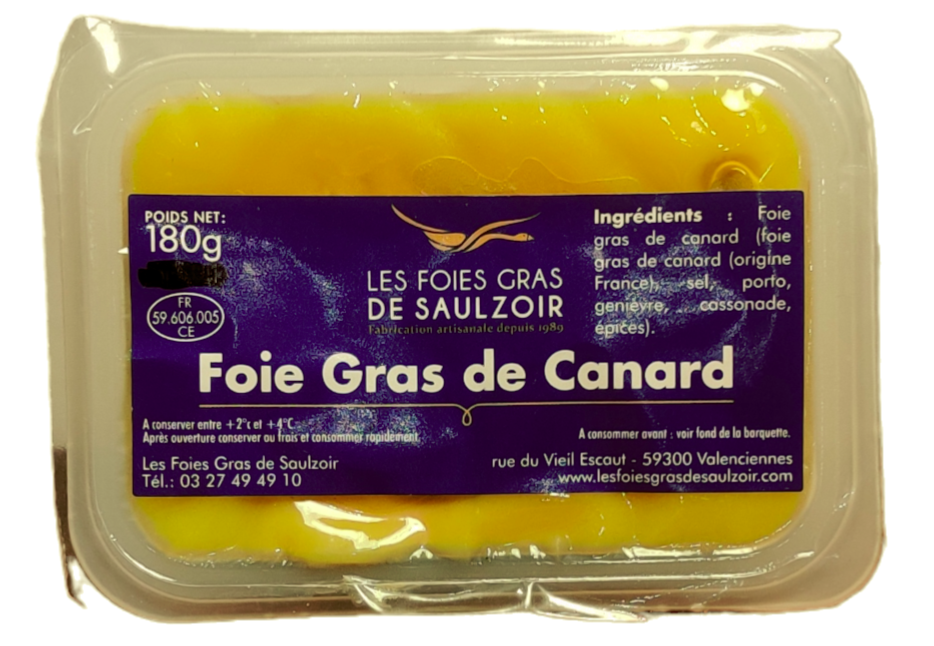 POIDS NET:
180g
FR
59.606.005
CE
LES FOIES GRAS
DE SAULZOIR
Fabrication artisanale depuis 1989
Ingrédients : Foie
gras de canard (foie
gras de canard (origine
France), sel, porto,
genièvre, cassonade,
épices).
Foie Gras de Canard
A conserver entre +2°c et +4°C
Après ouverture conserver au frais et consommer rapidement.
A consommer avant : voir fond de la barquette.
Les Foies Gras de Saulzoir
Tél.: 03 27 49 49 10
rue du Vieil Escaut - 59300 Valenciennes
www.lesfoiesgrasdesaulzoir.com